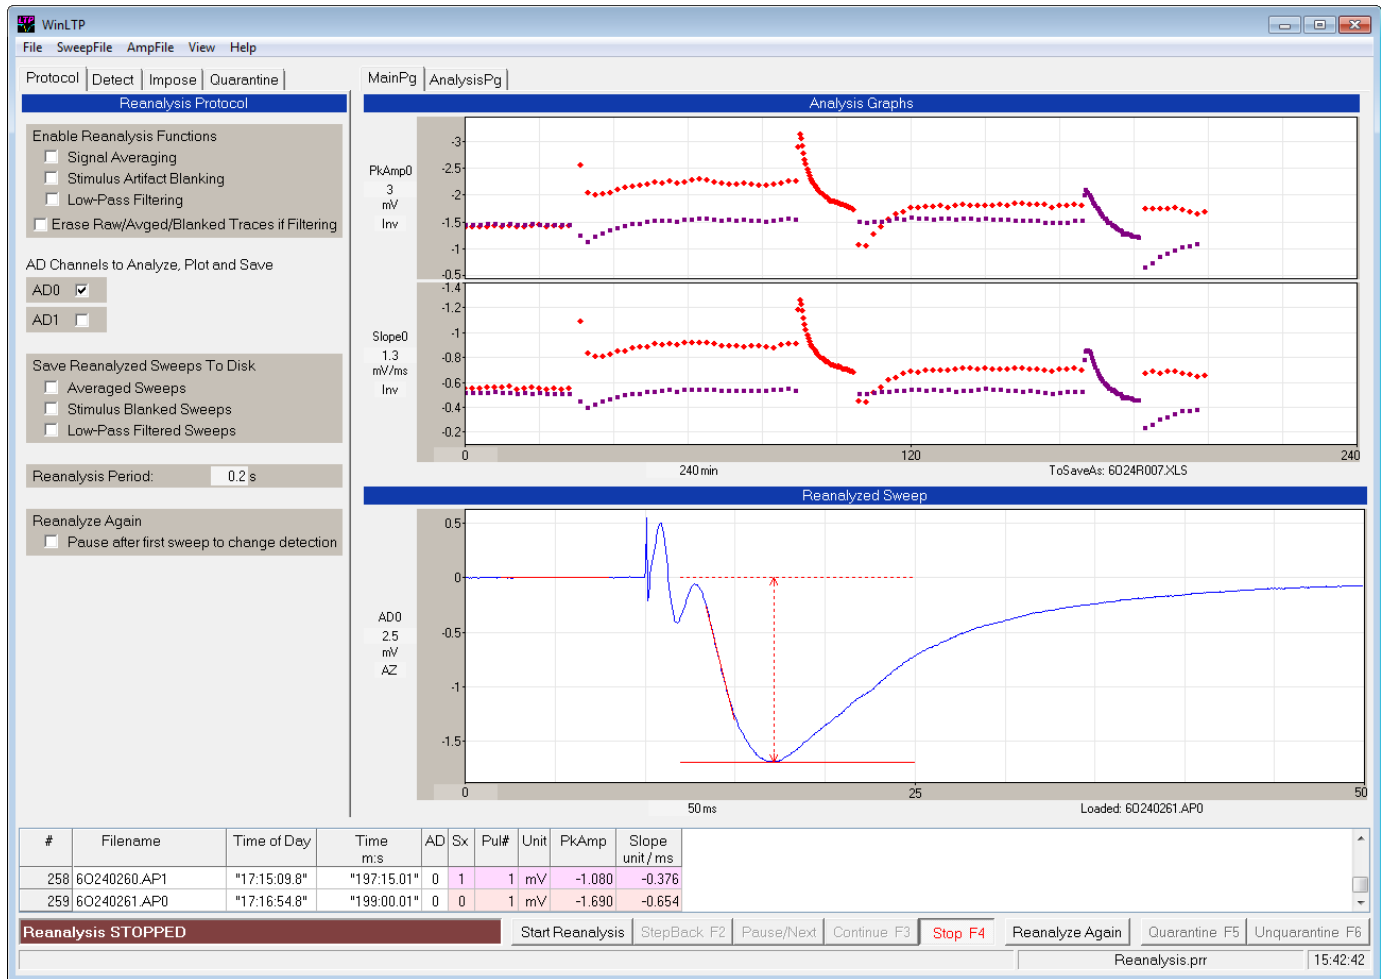 WinLTP
File SweepFile AmpFile View Help
Protocol Detect Impose Quarantine
MainPg AnalysisPg
Reanalysis Protocol
Enable Reanalysis Functions
Signal Averaging
Stimulus Artifact Blanking
Low-Pass Filtering
Erase Raw/Avged/Blanked Traces if Filtering
AD Channels to Analyze, Plot and Save
AD0
AD1
Save Reanalyzed Sweeps To Disk
Averaged Sweeps
Stimulus Blanked Sweeps
Low-Pass Filtered Sweeps
Reanalysis Period: 0.2 s
Reanalyze Again
Pause after first sweep to change detection
Analysis Graphs
PkAmp0
3
mV
Inv
-3
-2.5
-2
-1.5
-1
-0.5
Slope0
1.3
mV/ms
Inv
-1.4
-1.2
-1
-0.8
-0.6
-0.4
-0.2
0 120 240
240 min ToSaveAs: 6O24R007.XLS
Reanalyzed Sweep
AD0
2.5
mV
AZ
0.5
0
-0.5
-1
-1.5
0 25 50
50 ms Loaded: 6O240261.AP0
# Filename Time of Day Time m:s AD Sx Pul# Unit PkAmp Slope unit / ms
258 6O240260.AP1 "17:15:09.8" "197:15.01" 0 1 1 mV -1.080 -0.376
259 6O240261.AP0 "17:16:54.8" "199:00.01" 0 0 1 mV -1.690 -0.654
Reanalysis STOPPED Start Reanalysis StepBack F2 Pause/Next Continue F3 Stop F4 Reanalyze Again Quarantine F5 Unquarantine F6
Reanalysis.prr 15:42:42